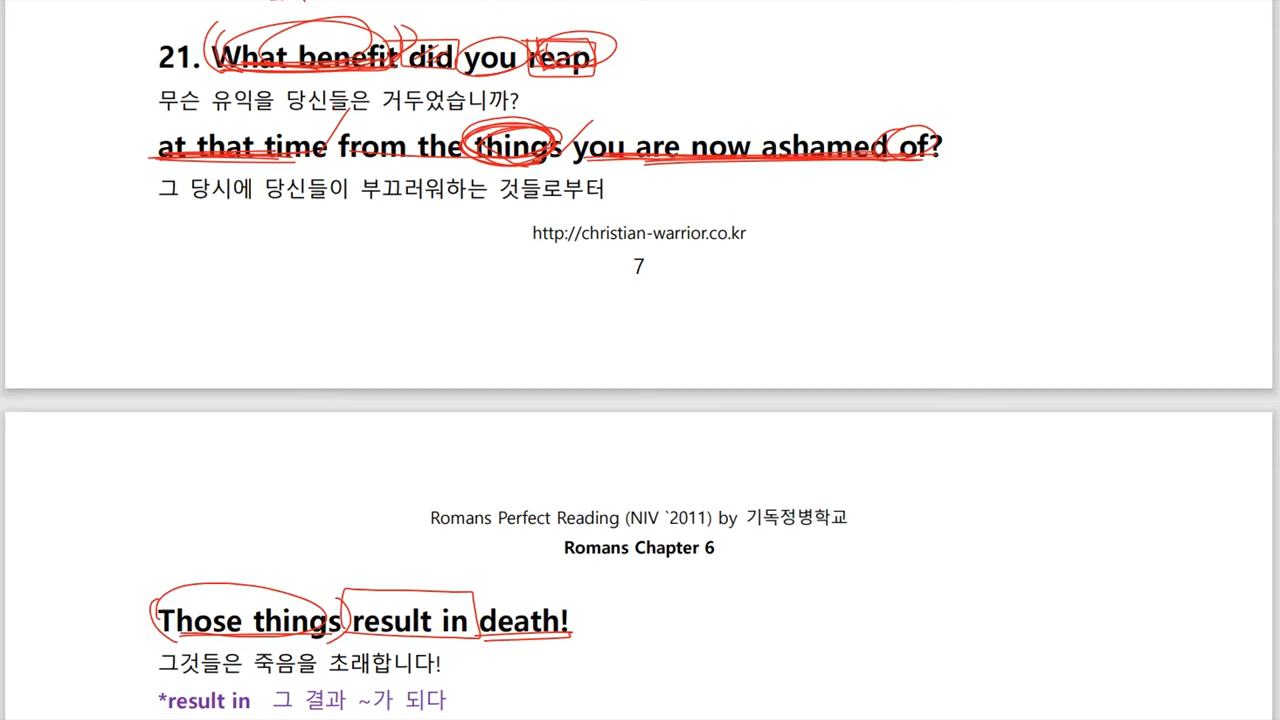 21. What benefit did you reap
무슨 유익을 당신들은 거두었습니까?
at that time from the things you are now ashamed of?
그 당시에 당신들이 부끄러워하는 것들로부터
http://christian-warrior.co.kr
7
Romans Perfect Reading (NIV `2011) by 기독정병학교
Romans Chapter 6
Those things result in death!
그것들은 죽음을 초래합니다!
*result in 그 결과 ~가 되다